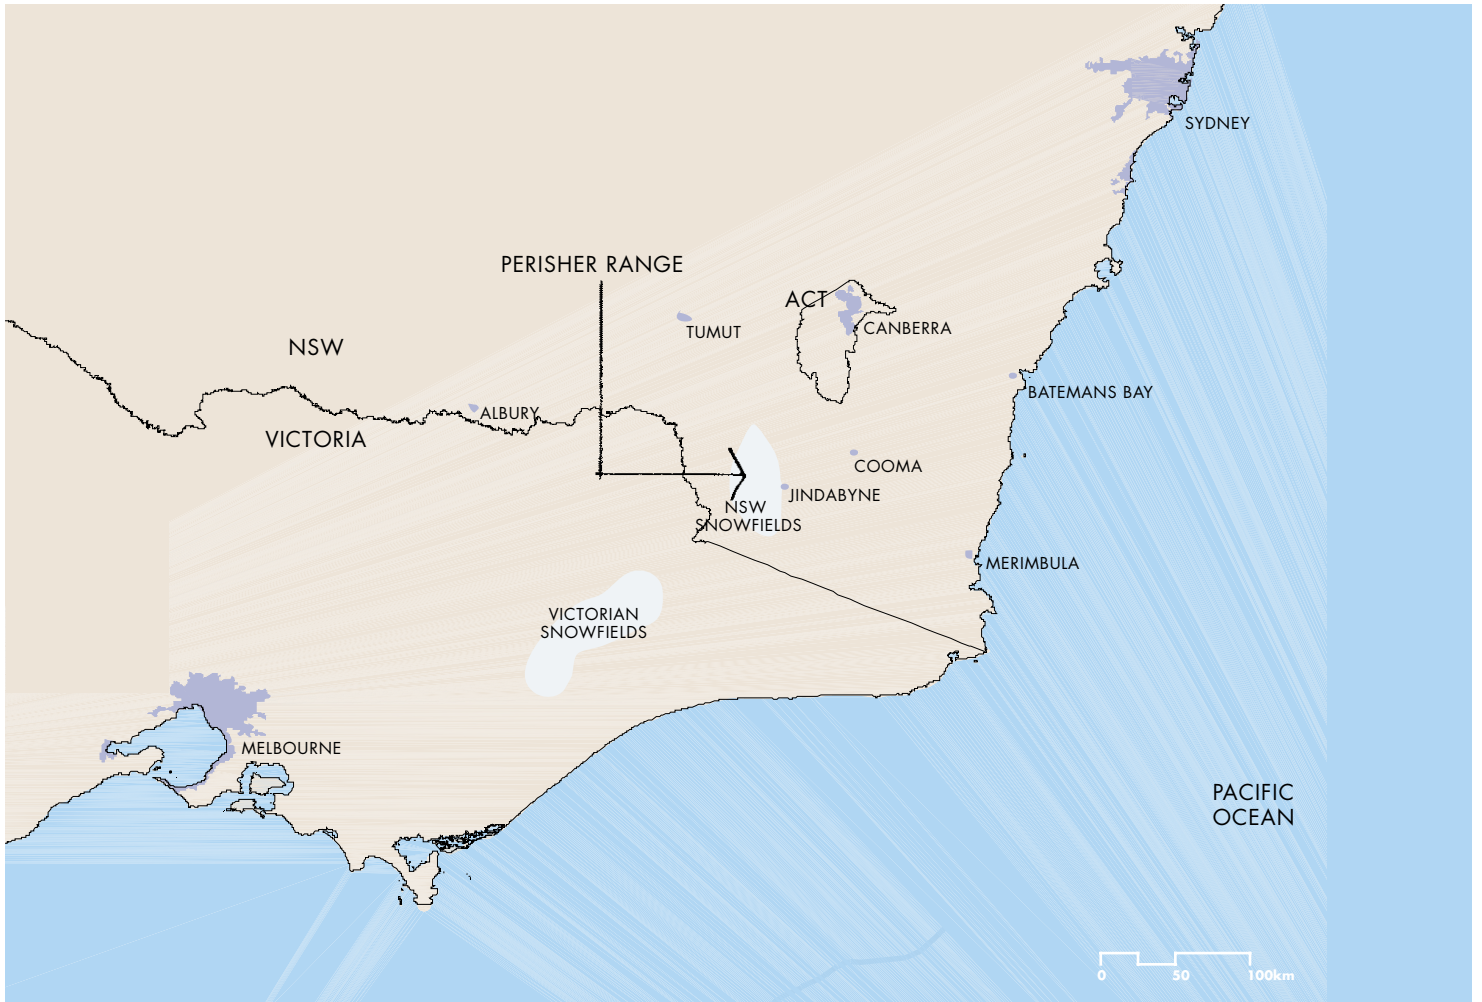 SYDNEY
PERISHER RANGE
ACT
TUMUT
CANBERRA
NSW
BATEMANS BAY
ALBURY
VICTORIA
COOMA
JINDABYNE
NSW
SNOWFIELDS
MERIMBULA
VICTORIAN
SNOWFIELDS
MELBOURNE
PACIFIC
OCEAN
0 50 100km